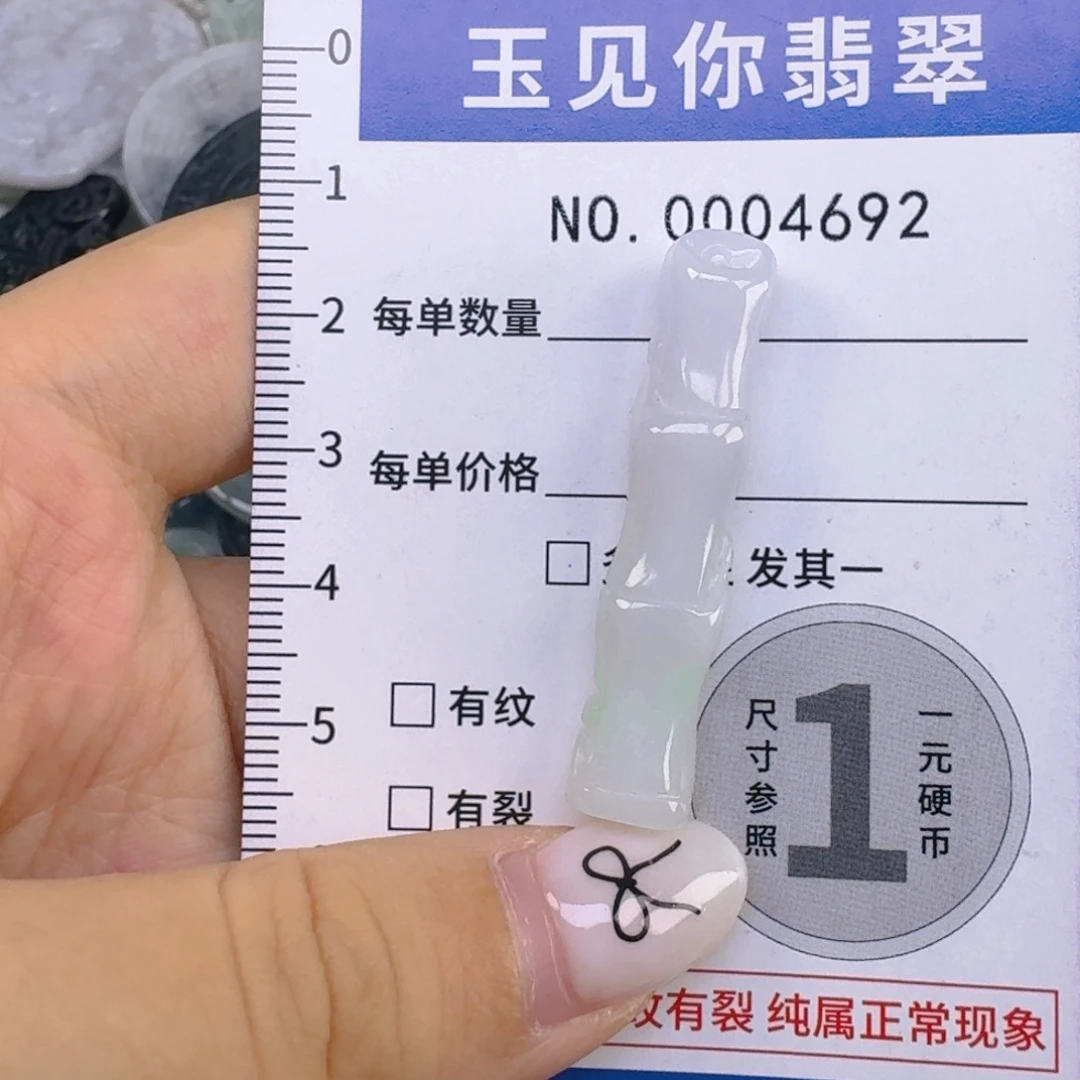 玉见你翡翠
0
1
2
3
4
5
NO. 0004692
每单数量
每单价格
发其一
有纹
有裂
尺寸参照
1
一元硬币
有裂 纯属正常现象